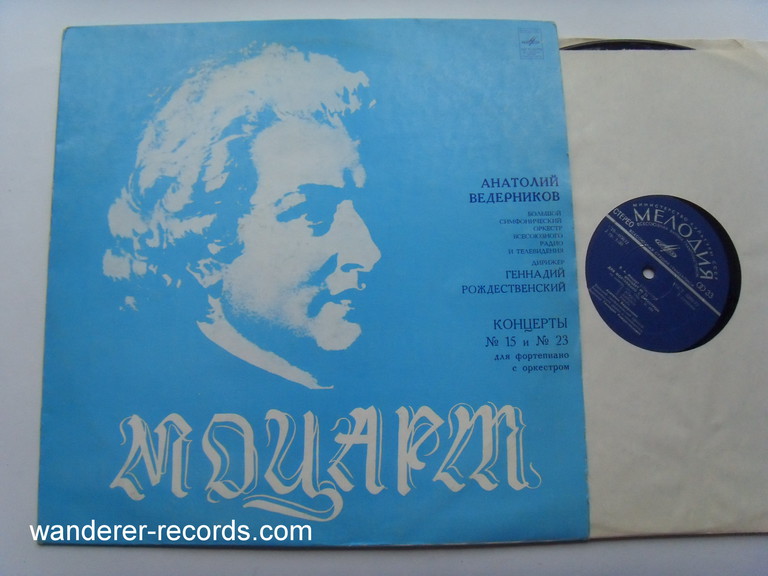 АНАТОЛИЙ
ВЕДЕРНИКОВ
БОЛЬШОЙ
СИМФОНИЧЕСКИЙ
ОРКЕСТР
ВСЕСОЮЗНОГО
РАДИО
И ТЕЛЕВИДЕНИЯ
ДИРИЖЕР
ГЕННАДИЙ
РОЖДЕСТВЕНСКИЙ
КОНЦЕРТЫ
№ 15 и № 23
для фортепиано
с оркестром
МОЦАРТ
СТЕРЕО
МЕЛОДИЯ
wanderer-records.com